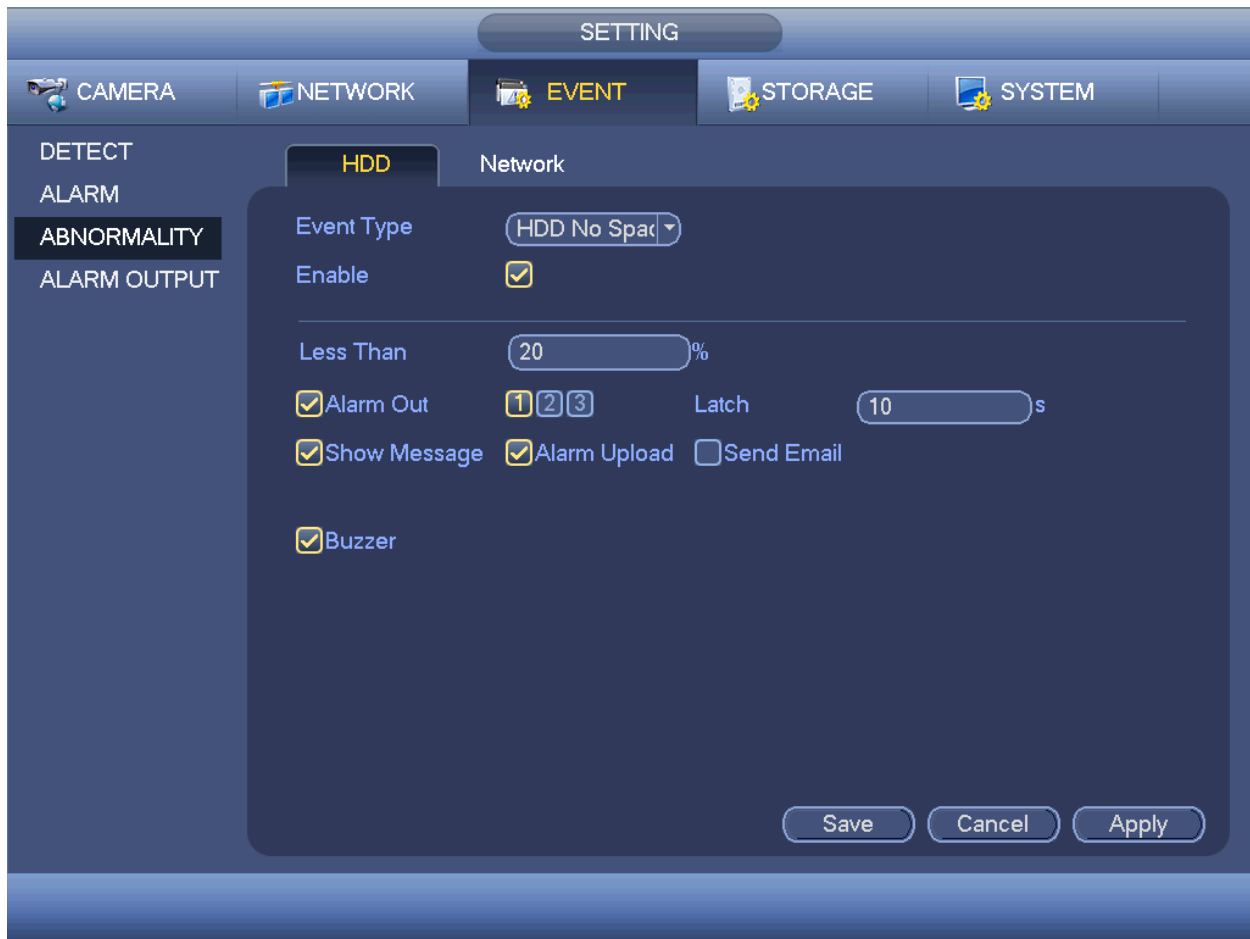 SETTING
CAMERA NETWORK EVENT STORAGE SYSTEM
DETECT
ALARM
ABNORMALITY
ALARM OUTPUT
HDD Network
Event Type HDD No Spac
Enable
Less Than 20 %
Alarm Out 1 2 3 Latch 10 s
Show Message Alarm Upload Send Email
Buzzer
Save Cancel Apply